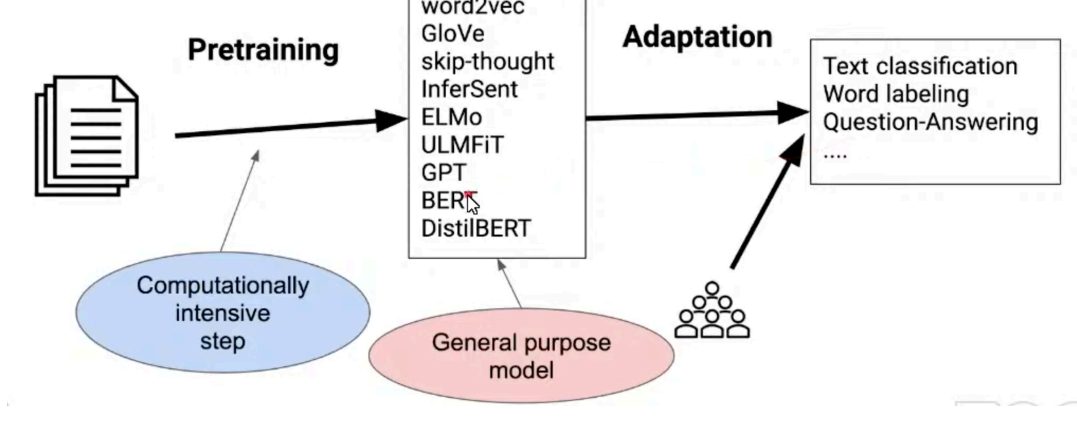 Pretraining
word2vec
GloVe
skip-thought
InferSent
ELMo
ULMFiT
GPT
BERT
DistilBERT
Adaptation
Text classification
Word labeling
Question-Answering
....
Computationally
intensive
step
General purpose
model